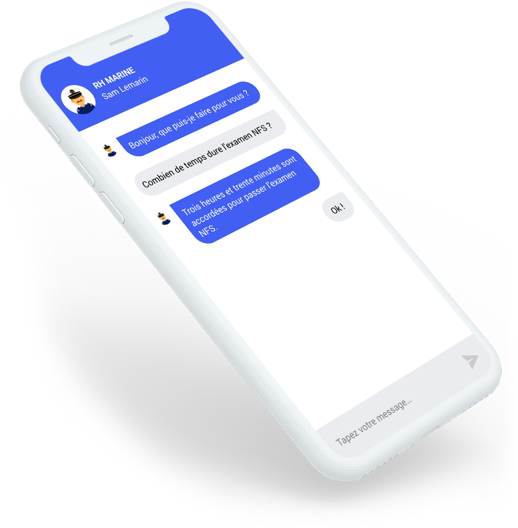 RH MARINE
Sam Lemarin
Bonjour, que puis-je faire pour vous ?
Combien de temps dure l'examen NFS ?
Trois heures et trente minutes sont
accordées pour passer l'examen
NFS.
Ok !
Tapez votre message...